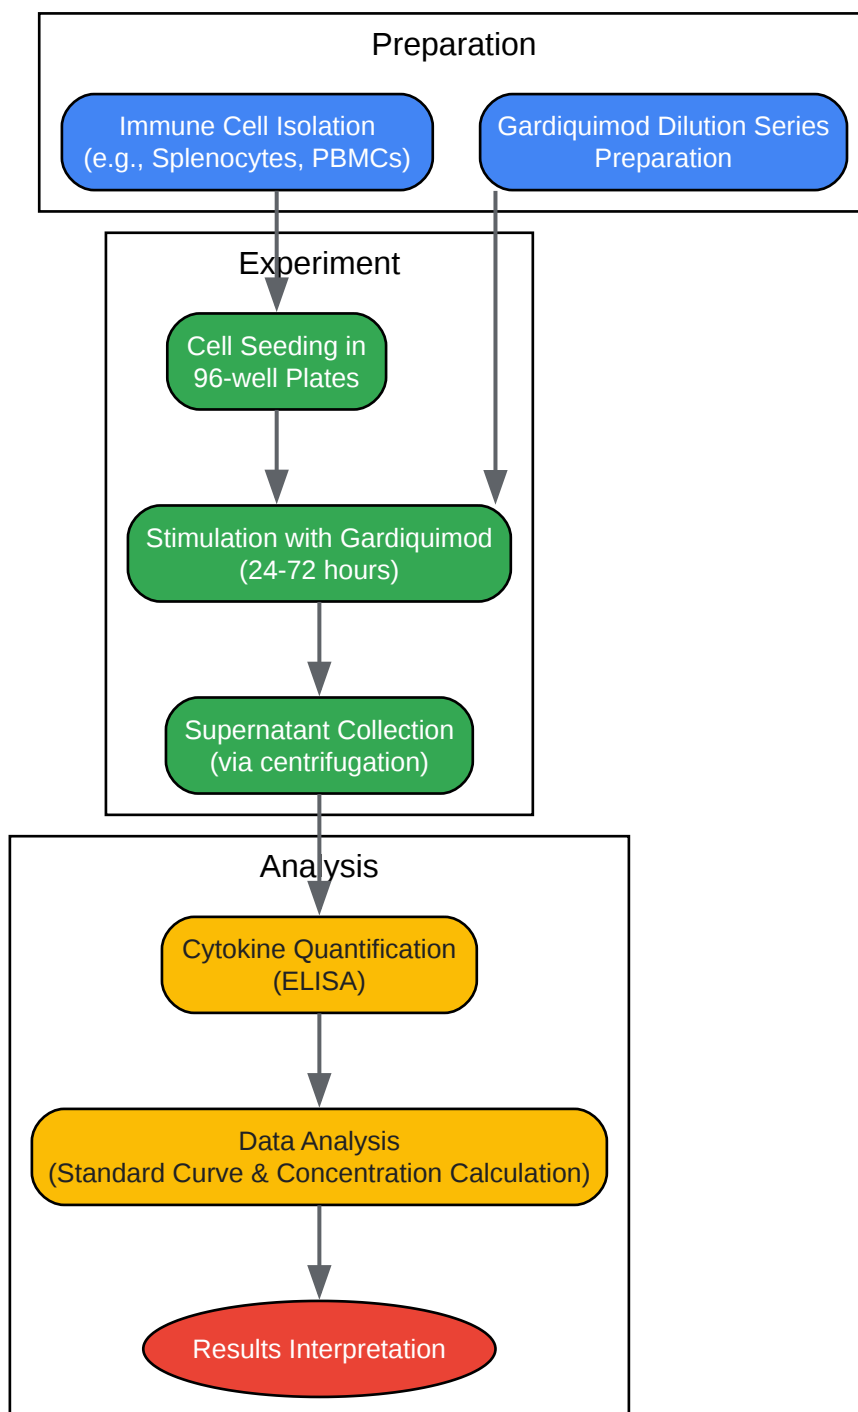 Preparation
Immune Cell Isolation
(e.g., Splenocytes, PBMCs)
Gardiquimod Dilution Series
Preparation
Experiment
Cell Seeding in
96-well Plates
Stimulation with Gardiquimod
(24-72 hours)
Supernatant Collection
(via centrifugation)
Analysis
Cytokine Quantification
(ELISA)
Data Analysis
(Standard Curve & Concentration Calculation)
Results Interpretation